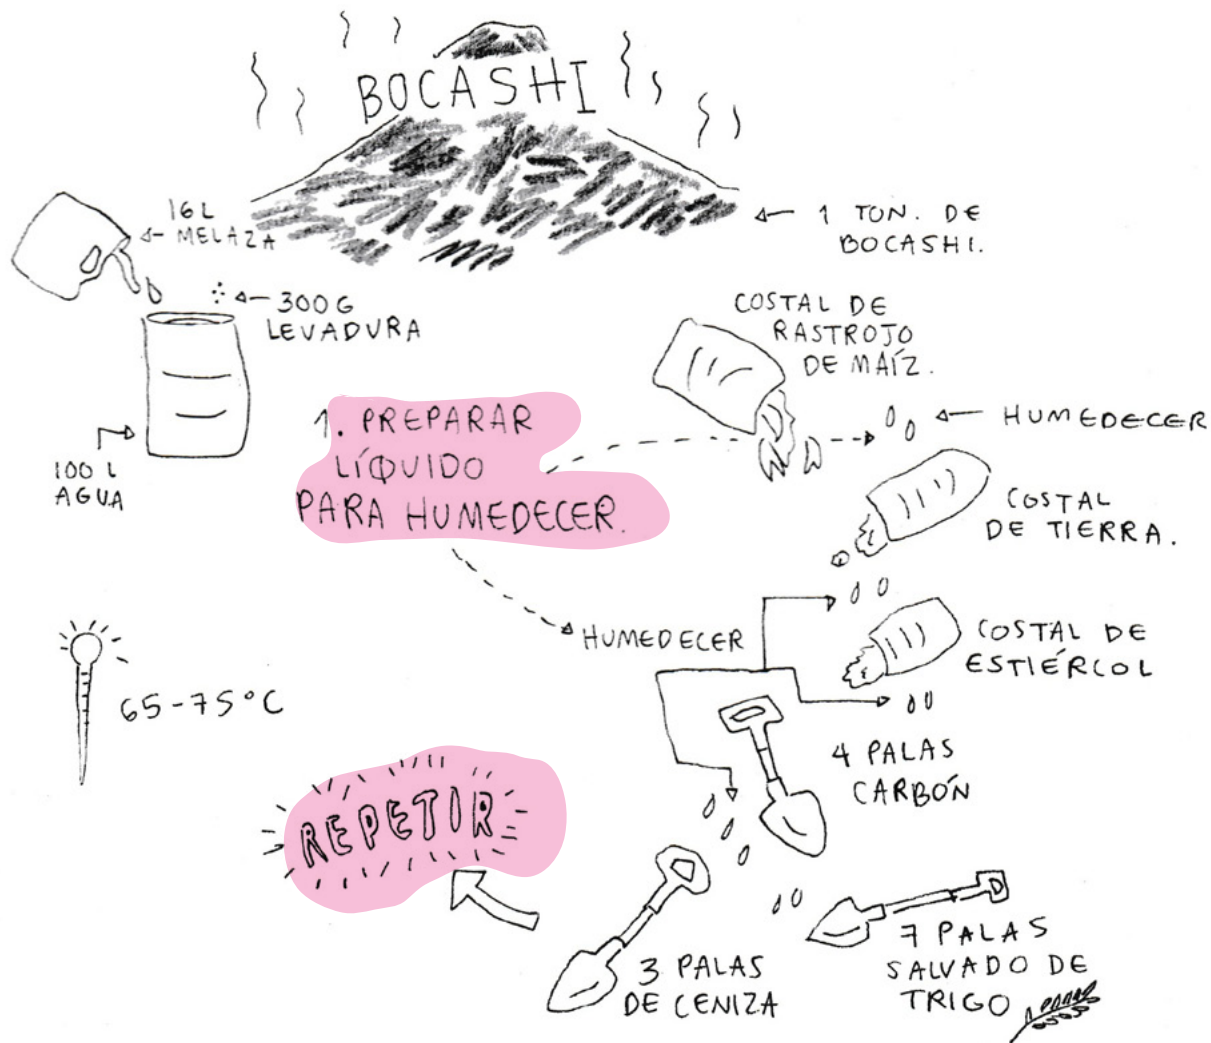 BOCASHI
16L
MELAZA
300G
LEVADURA
100 L
AGUA
1 TON. DE
BOCASHI.
1. PREPARAR
LÍQUIDO
PARA HUMEDECER.
COSTAL DE
RASTROJO
DE MAÍZ.
HUMEDECER
COSTAL
DE TIERRA.
HUMEDECER
COSTAL DE
ESTIÉRCOL
4 PALAS
CARBÓN
7 PALAS
SALVADO DE
TRIGO
3 PALAS
DE CENIZA
REPETIR
65-75°C